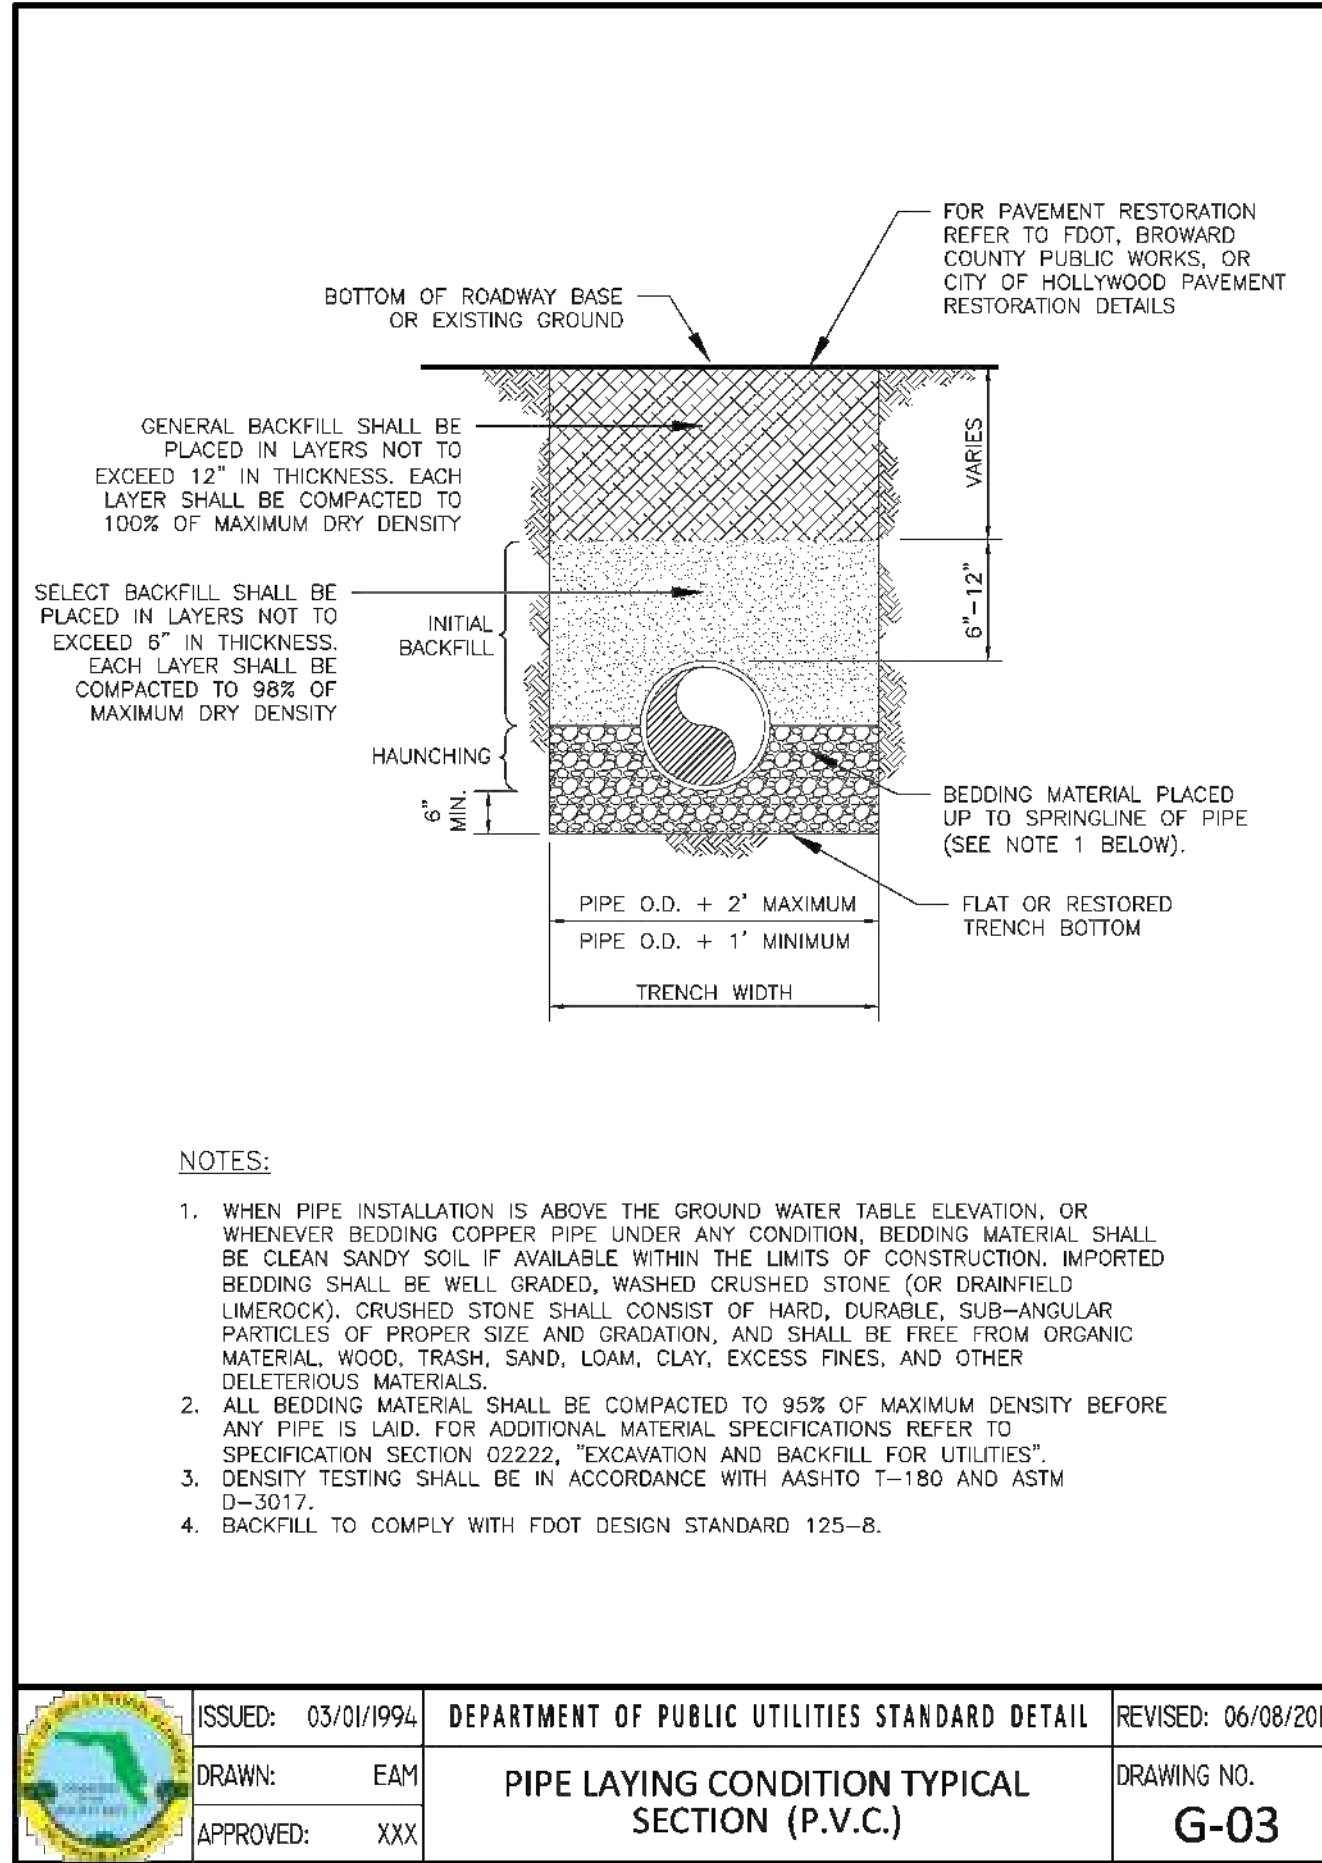 FOR PAVEMENT RESTORATION
REFER TO FDOT, BROWARD
COUNTY PUBLIC WORKS, OR
CITY OF HOLLYWOOD PAVEMENT
RESTORATION DETAILS
BOTTOM OF ROADWAY BASE
OR EXISTING GROUND
GENERAL BACKFILL SHALL BE
PLACED IN LAYERS NOT TO
EXCEED 12" IN THICKNESS. EACH
LAYER SHALL BE COMPACTED TO
100% OF MAXIMUM DRY DENSITY
VARIES
SELECT BACKFILL SHALL BE
PLACED IN LAYERS NOT TO
EXCEED 6" IN THICKNESS.
EACH LAYER SHALL BE
COMPACTED TO 98% OF
MAXIMUM DRY DENSITY
INITIAL
BACKFILL
6"-12"
HAUNCHING
6"
MIN.
BEDDING MATERIAL PLACED
UP TO SPRINGLINE OF PIPE
(SEE NOTE 1 BELOW).
FLAT OR RESTORED
TRENCH BOTTOM
PIPE O.D. + 2' MAXIMUM
PIPE O.D. + 1' MINIMUM
TRENCH WIDTH
NOTES:
1. WHEN PIPE INSTALLATION IS ABOVE THE GROUND WATER TABLE ELEVATION, OR
WHENEVER BEDDING COPPER PIPE UNDER ANY CONDITION, BEDDING MATERIAL SHALL
BE CLEAN SANDY SOIL IF AVAILABLE WITHIN THE LIMITS OF CONSTRUCTION. IMPORTED
BEDDING SHALL BE WELL GRADED, WASHED CRUSHED STONE (OR DRAINFIELD
LIMEROCK). CRUSHED STONE SHALL CONSIST OF HARD, DURABLE, SUB-ANGULAR
PARTICLES OF PROPER SIZE AND GRADATION, AND SHALL BE FREE FROM ORGANIC
MATERIAL, WOOD, TRASH, SAND, LOAM, CLAY, EXCESS FINES, AND OTHER
DELETERIOUS MATERIALS.
2. ALL BEDDING MATERIAL SHALL BE COMPACTED TO 95% OF MAXIMUM DENSITY BEFORE
ANY PIPE IS LAID. FOR ADDITIONAL MATERIAL SPECIFICATIONS REFER TO
SPECIFICATION SECTION 02222, "EXCAVATION AND BACKFILL FOR UTILITIES".
3. DENSITY TESTING SHALL BE IN ACCORDANCE WITH AASHTO T-180 AND ASTM
D-3017.
4. BACKFILL TO COMPLY WITH FDOT DESIGN STANDARD 125-8.
ISSUED: 03/01/1994
DRAWN: EAM
APPROVED: XXX
DEPARTMENT OF PUBLIC UTILITIES STANDARD DETAIL
PIPE LAYING CONDITION TYPICAL
SECTION (P.V.C.)
REVISED: 06/08/201
DRAWING NO.
G-03